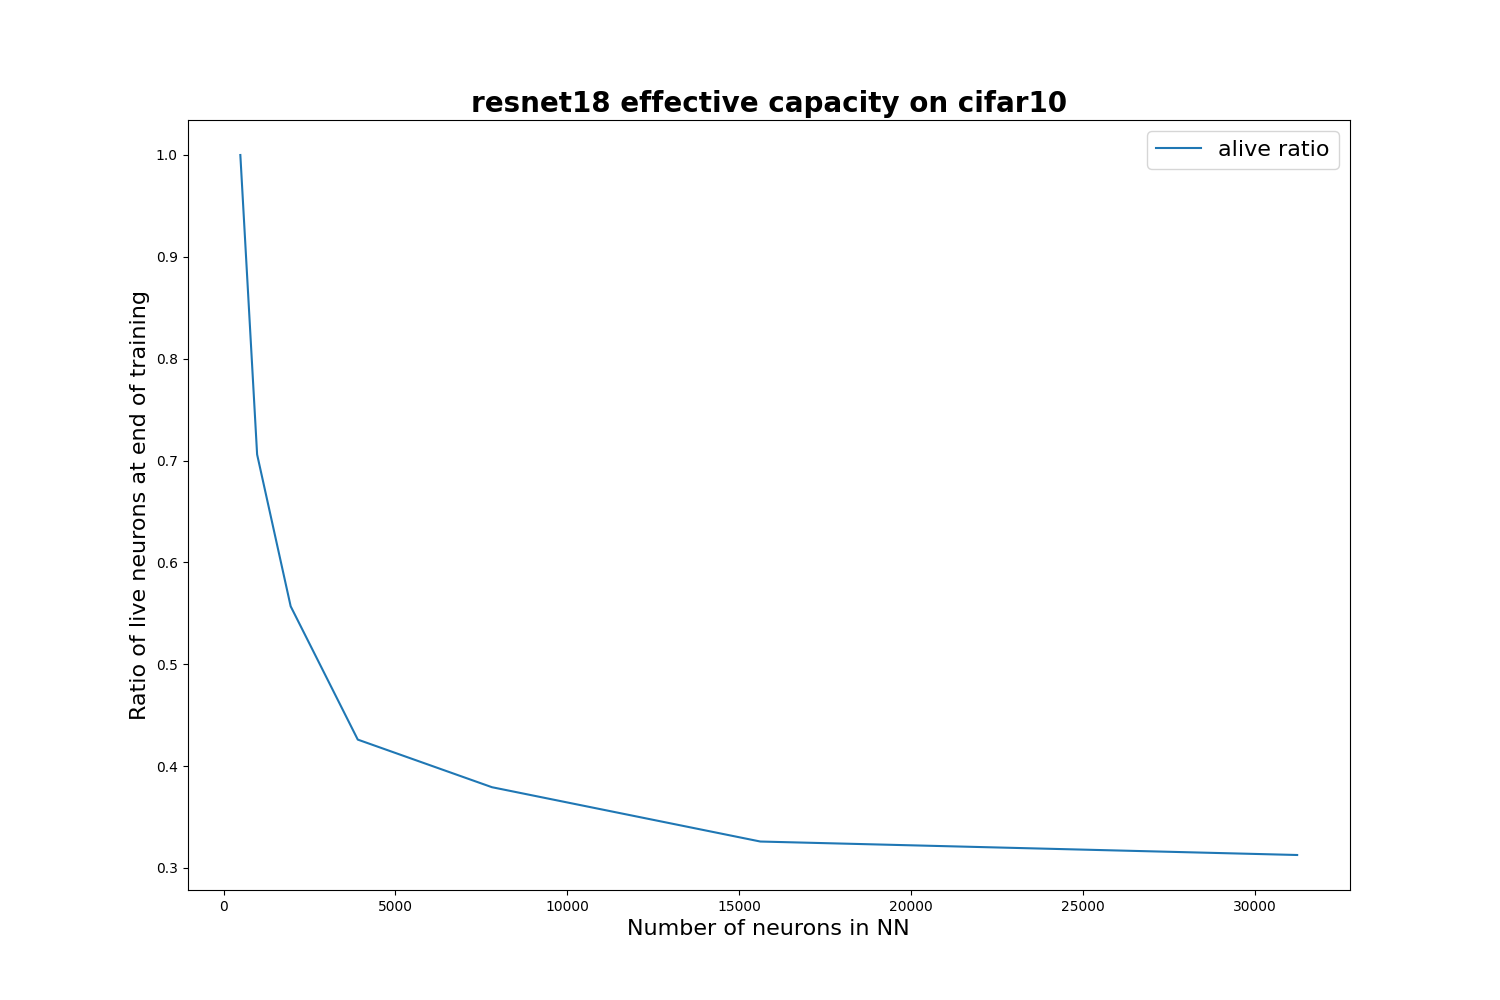 resnet18 effective capacity on cifar10
alive ratio
Ratio of live neurons at end of training
1.0
0.9
0.8
0.7
0.6
0.5
0.4
0.3
0 5000 10000 15000 20000 25000 30000
Number of neurons in NN